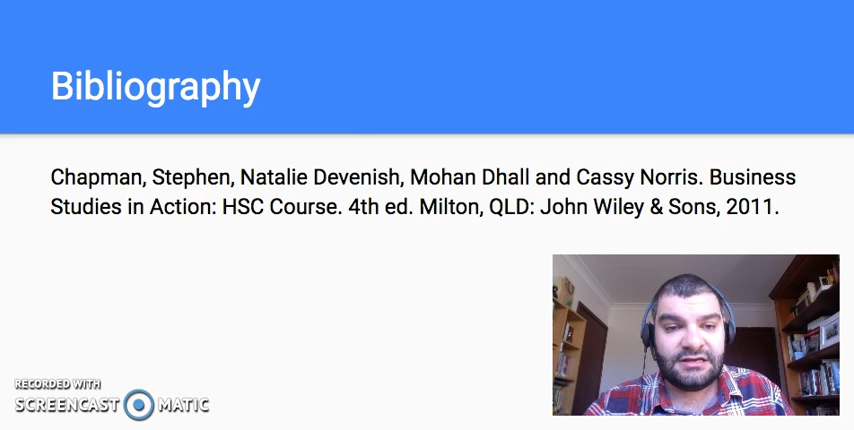 Bibliography
Chapman, Stephen, Natalie Devenish, Mohan Dhall and Cassy Norris. Business
Studies in Action: HSC Course. 4th ed. Milton, QLD: John Wiley & Sons, 2011.
RECORDED WITH
SCREENCAST MATIC